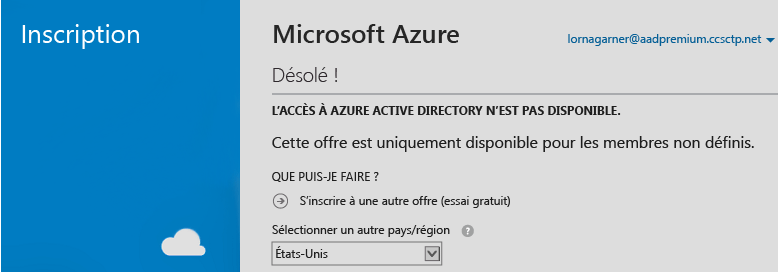 Inscription
Microsoft Azure
lornagarner@aadpremium.ccsctp.net
Désolé !
L'ACCÈS À AZURE ACTIVE DIRECTORY N'EST PAS DISPONIBLE.
Cette offre est uniquement disponible pour les membres non définis.
QUE PUIS-JE FAIRE ?
S'inscrire à une autre offre (essai gratuit)
Sélectionner un autre pays/région ?
États-Unis